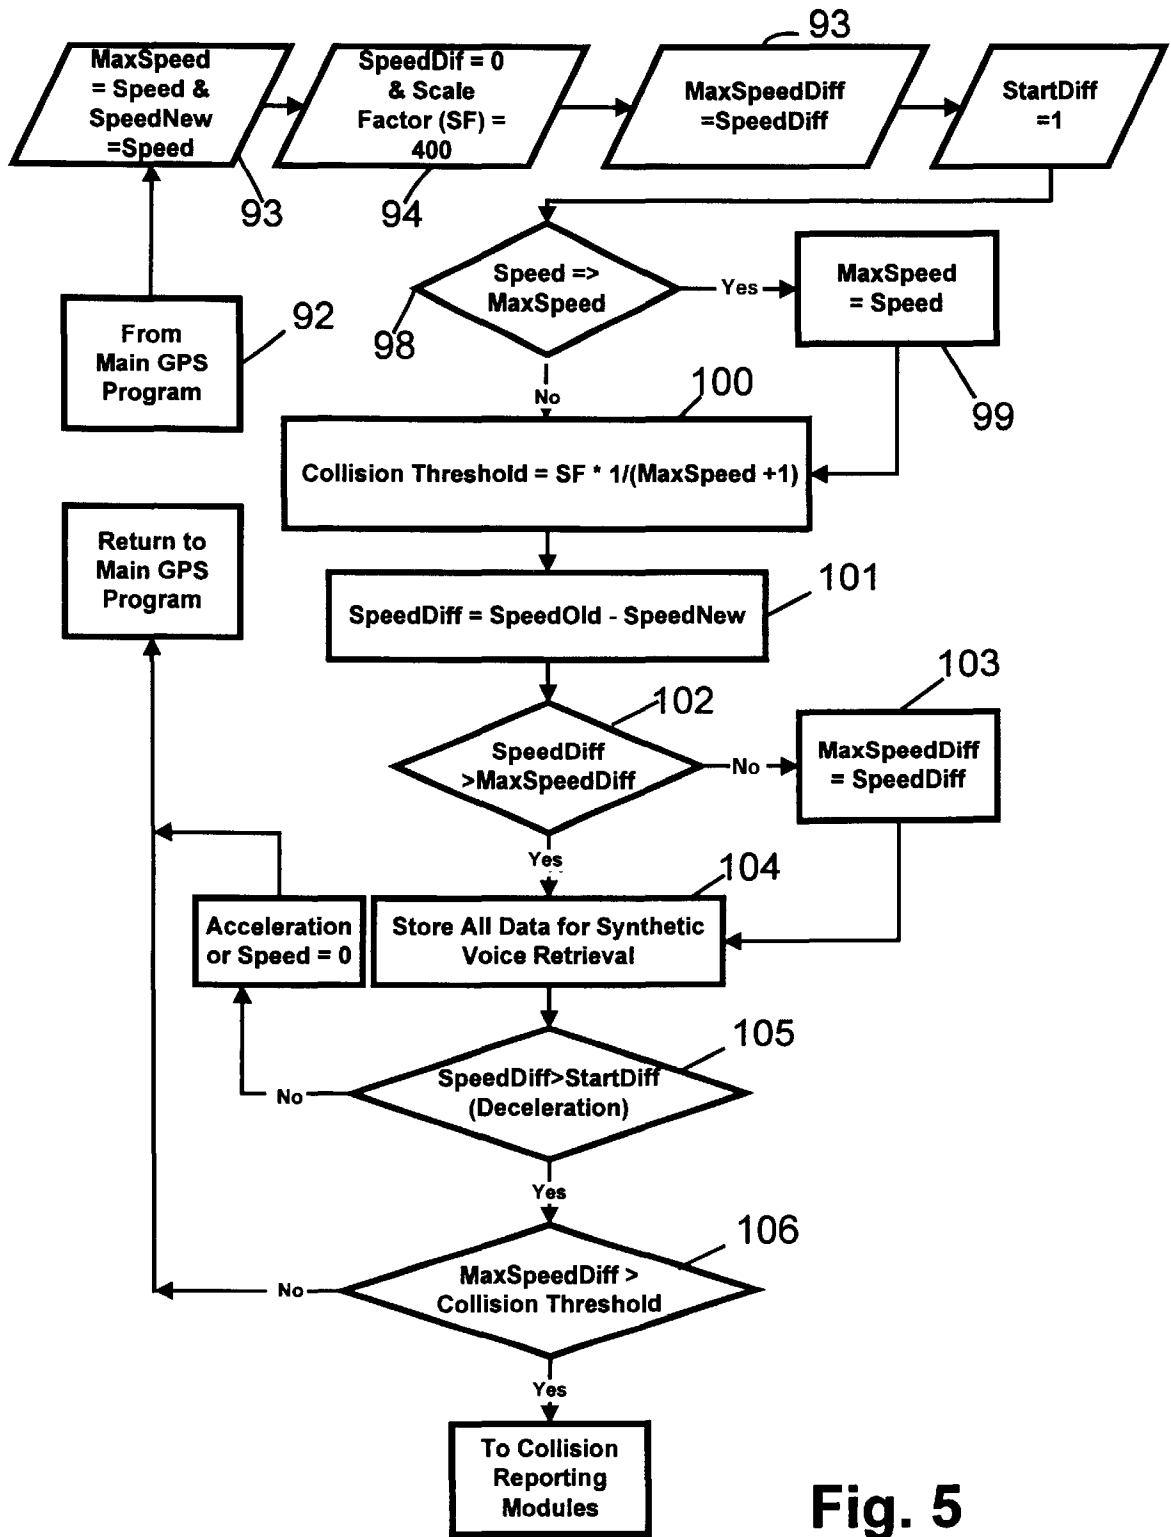 93
MaxSpeed
= Speed &
SpeedNew
=Speed
SpeedDif = 0
& Scale
Factor (SF) =
400
MaxSpeedDiff
=SpeedDiff
StartDiff
=1
93
94
Speed =>
MaxSpeed
Yes
MaxSpeed
= Speed
From
Main GPS
Program
92
98
No
100
99
Collision Threshold = SF * 1/(MaxSpeed +1)
Return to
Main GPS
Program
101
SpeedDiff = SpeedOld - SpeedNew
102
103
SpeedDiff
>MaxSpeedDiff
No
MaxSpeedDiff
= SpeedDiff
Yes
104
Acceleration
or Speed = 0
Store All Data for Synthetic
Voice Retrieval
105
SpeedDiff>StartDiff
(Deceleration)
No
Yes
106
MaxSpeedDiff >
Collision Threshold
No
Yes
To Collision
Reporting
Modules
Fig. 5